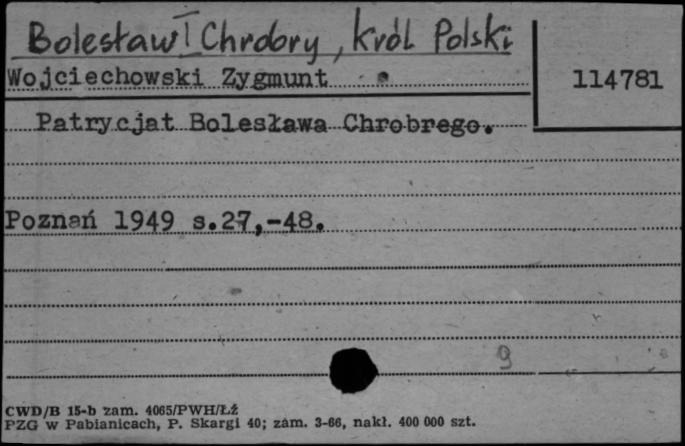 Bolesław I Chrobry, król Polski
Wojciechowski Zygmunt
114781
Patrycjat Bolesława Chrobrego.
Poznań 1949 s.27,-48.
9
CWD/B 15-b zam. 4065/PWH/Łź
PZG w Pabianicach, P. Skargi 40; zam. 3-66, nakł. 400 000 szt.